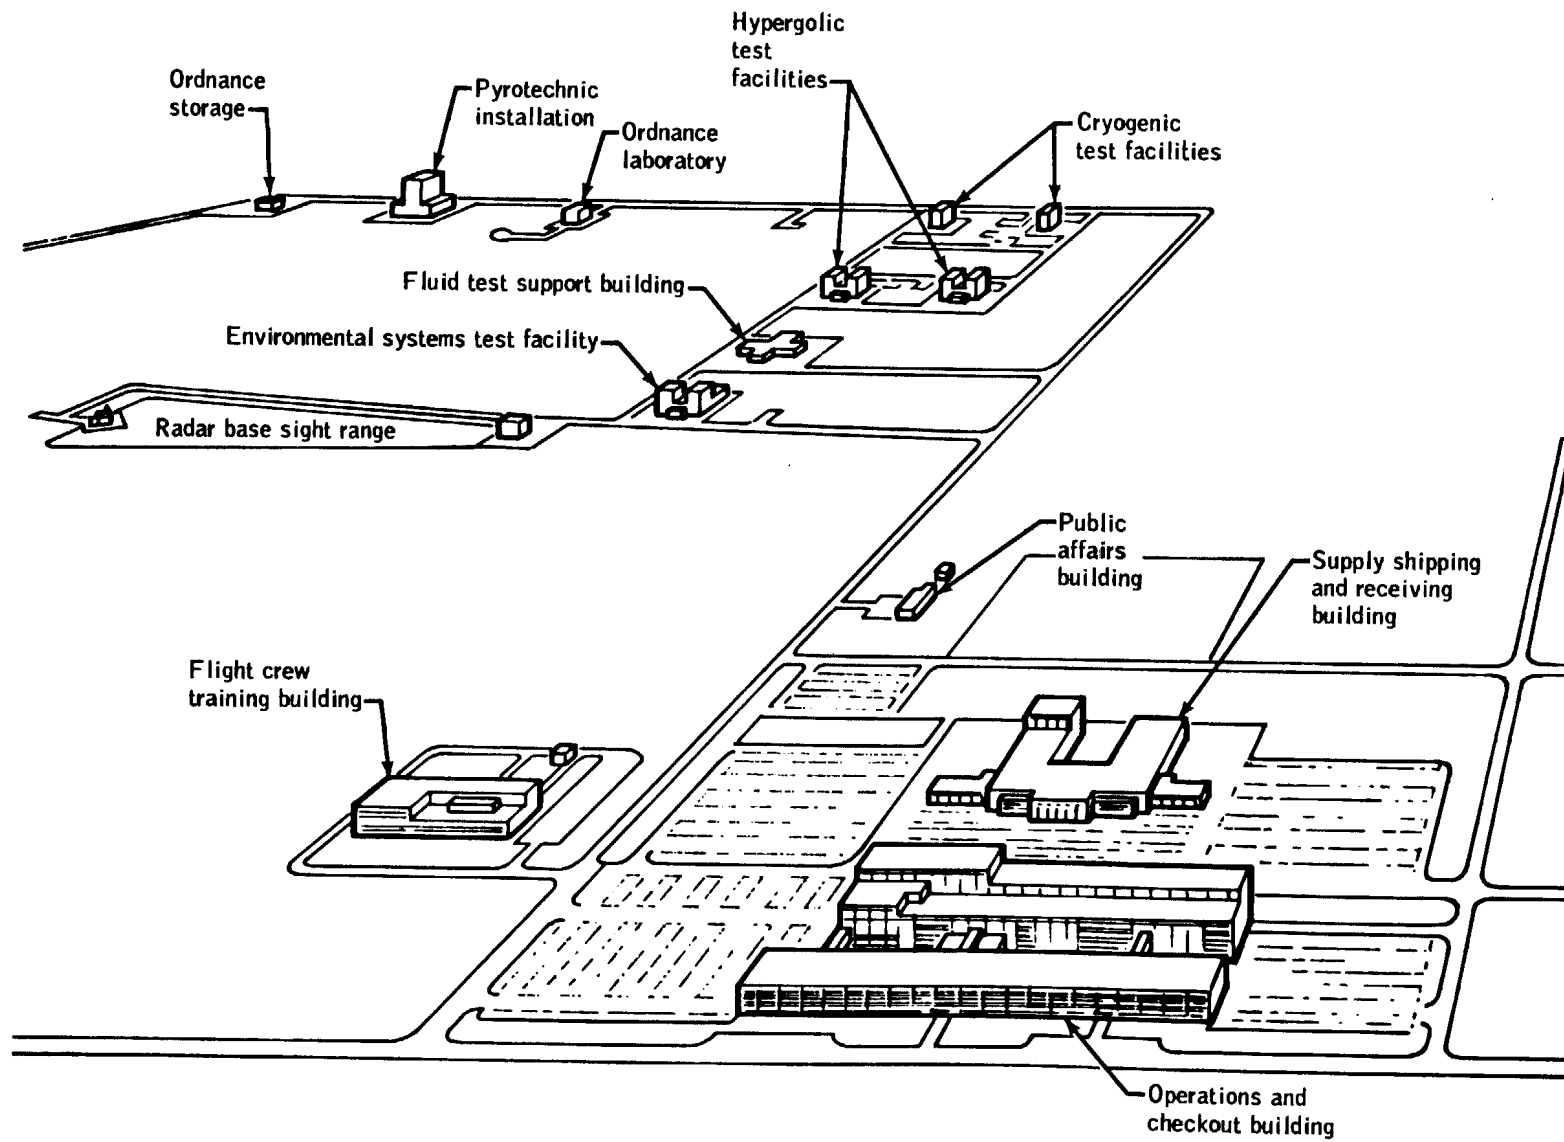 Hypergolic
test
facilities
Ordnance
storage
Pyrotechnic
installation
Ordnance
laboratory
Cryogenic
test facilities
Fluid test support building
Environmental systems test facility
Radar base sight range
Public
affairs
building
Supply shipping
and receiving
building
Flight crew
training building
Operations and
checkout building